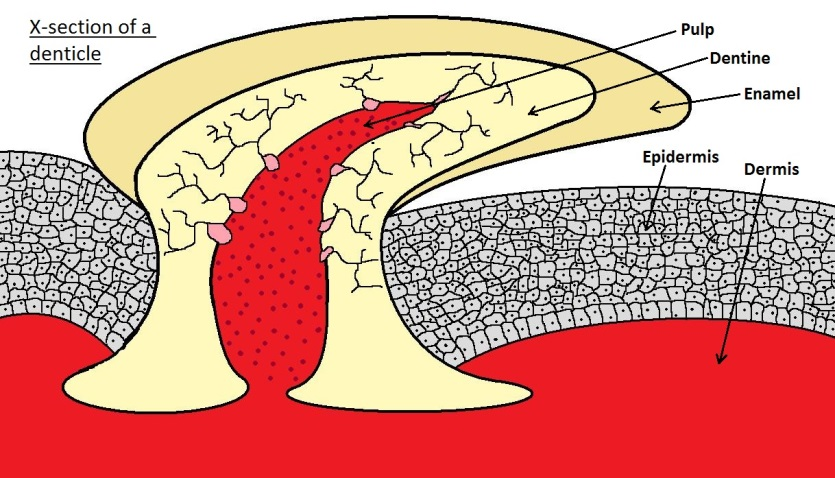 X-section of a
denticle
Pulp
Dentine
Enamel
Epidermis
Dermis